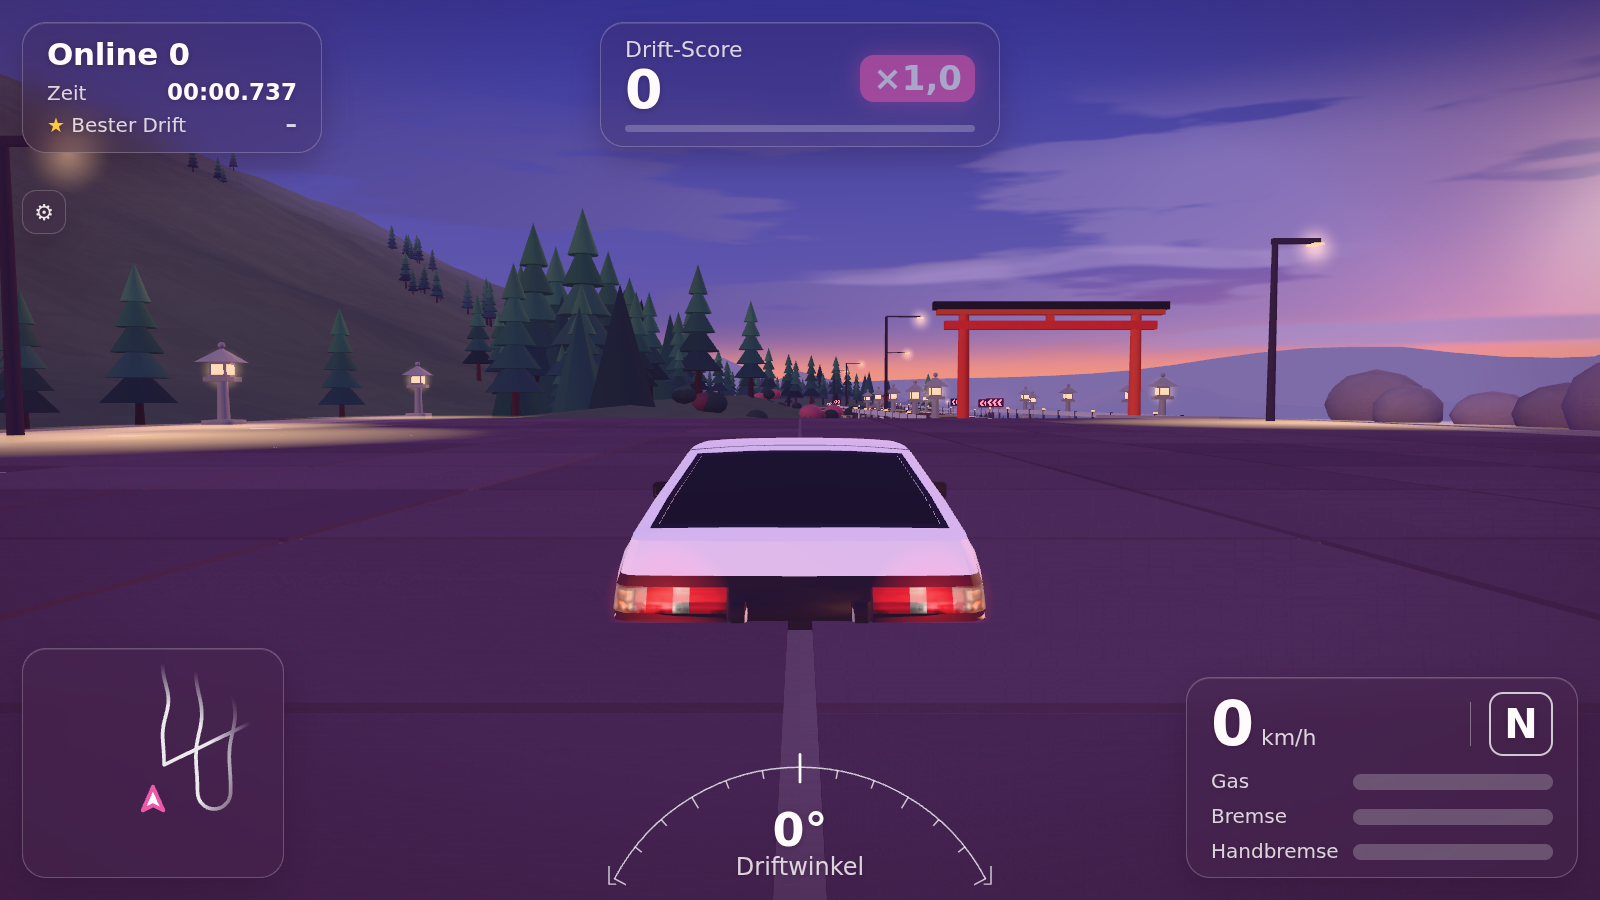 Online 0
Zeit 00:00.737
★ Bester Drift –
Drift-Score
0
×1,0
0 km/h
N
Gas
Bremse
Handbremse
0°
Driftwinkel